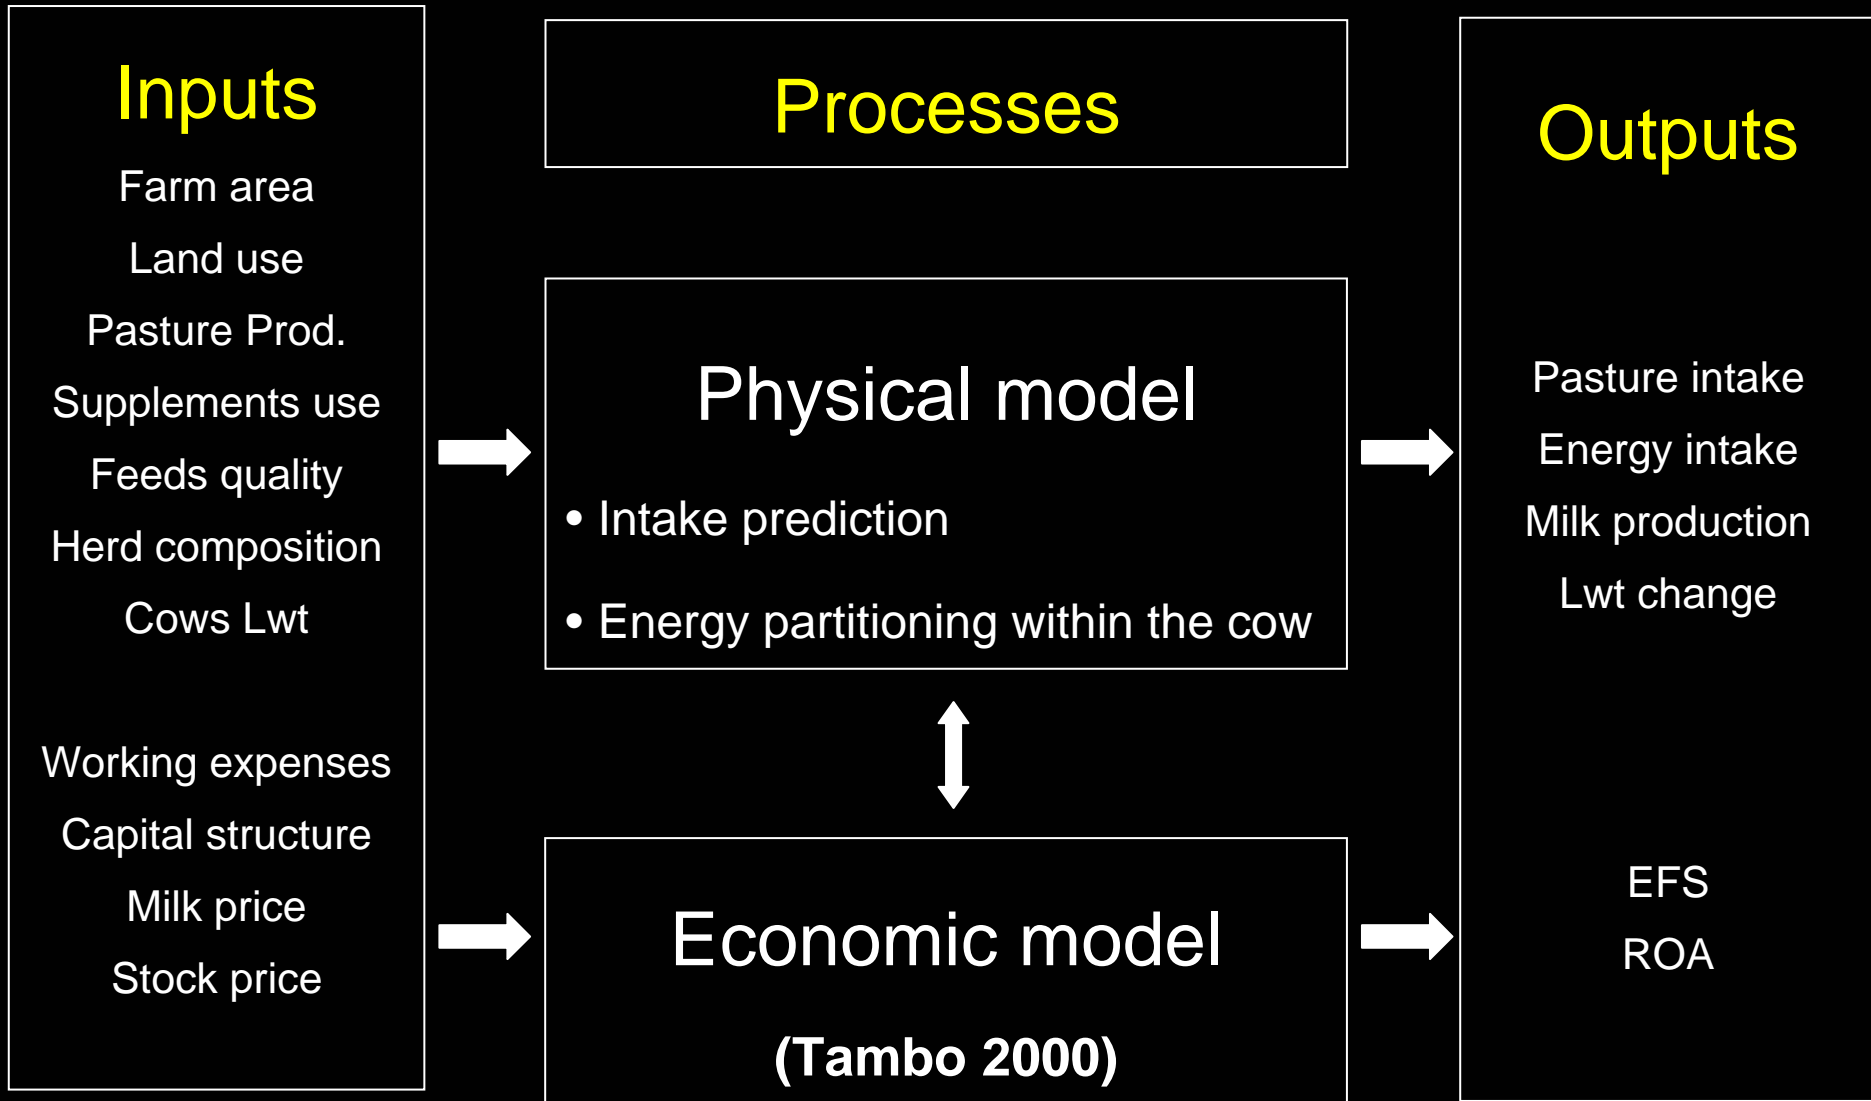 Inputs
Farm area
Land use
Pasture Prod.
Supplements use
Feeds quality
Herd composition
Cows Lwt
Working expenses
Capital structure
Milk price
Stock price
Processes
Physical model
• Intake prediction
• Energy partitioning within the cow
Economic model
(Tambo 2000)
Outputs
Pasture intake
Energy intake
Milk production
Lwt change
EFS
ROA